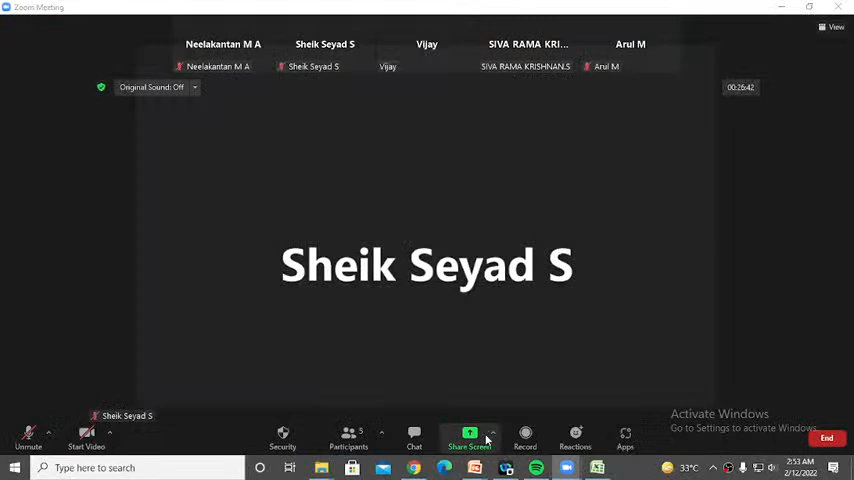 Zoom Meeting
View
Neelakantan M A Sheik Seyad S Vijay SIVA RAMA KRI... Arul M
Neelakantan M A Sheik Seyad S Vijay SIVA RAMA KRISHNAN.S Arul M
Original Sound: Off 00:26:42
Sheik Seyad S
Sheik Seyad S
Activate Windows
Go to Settings to activate Windows.
5
Unmute Start Video Security Participants Chat Share Screen Record Reactions Apps End
Type here to search 33°C 2:53 AM
2/12/2022